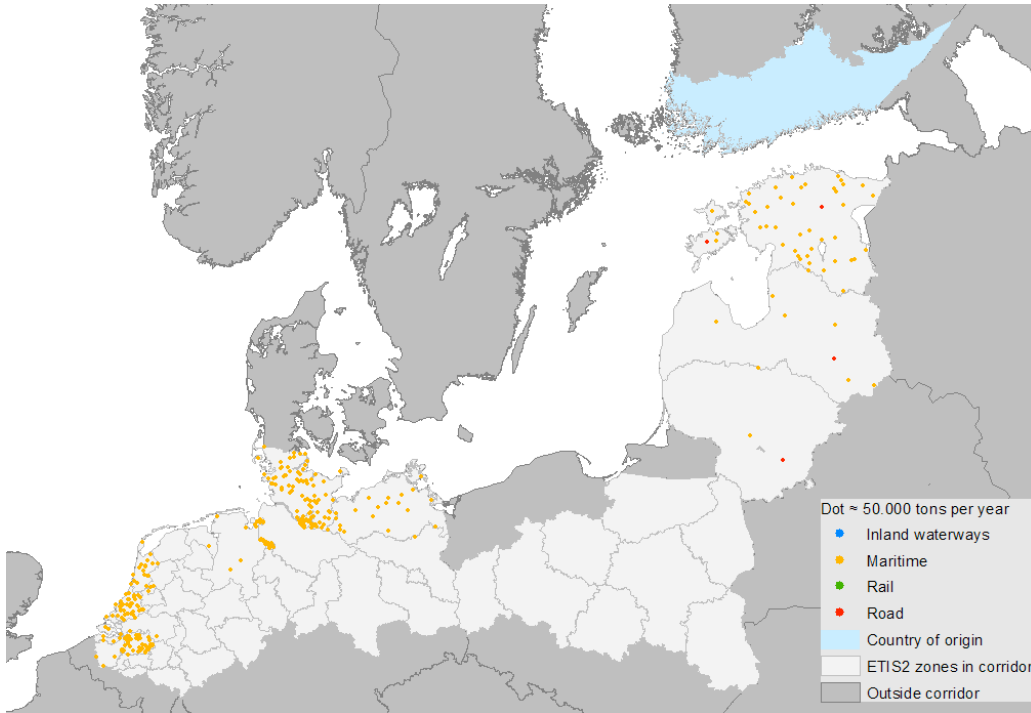 Dot ≈ 50.000 tons per year
Inland waterways
Maritime
Rail
Road
Country of origin
ETIS2 zones in corridor
Outside corridor